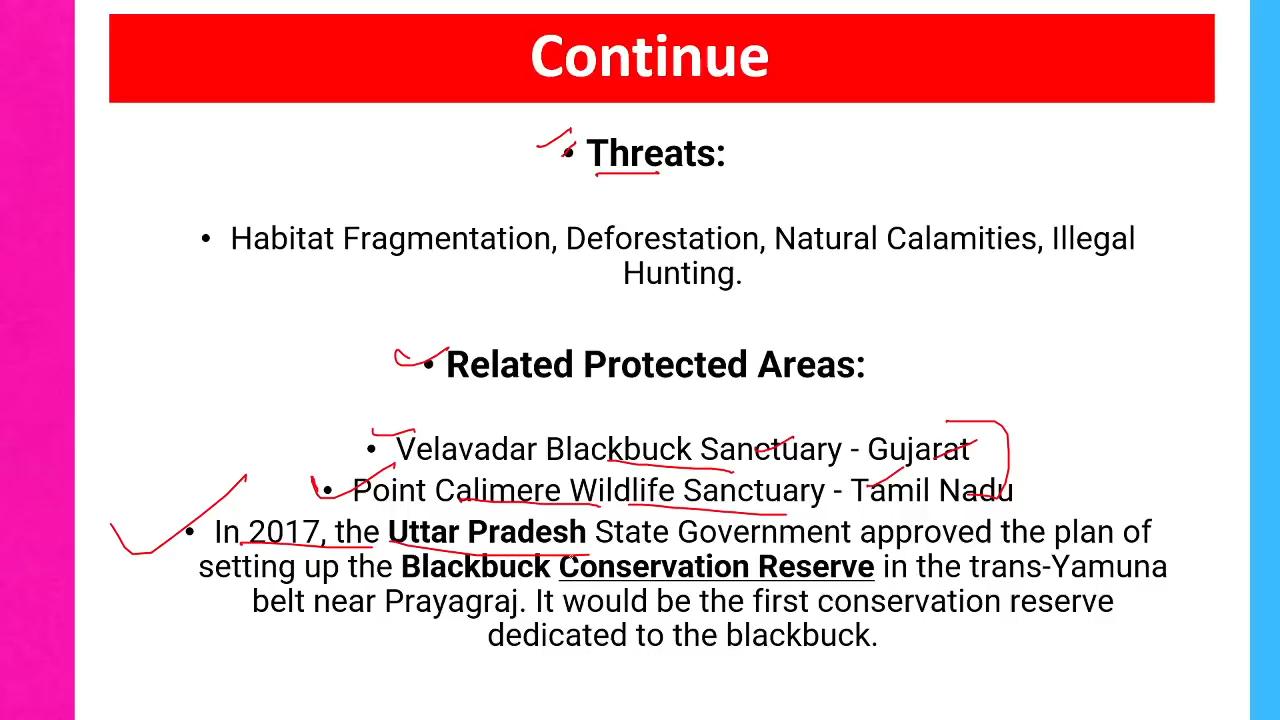 Continue
• Threats:
• Habitat Fragmentation, Deforestation, Natural Calamities, Illegal
Hunting.
• Related Protected Areas:
• Velavadar Blackbuck Sanctuary - Gujarat
• Point Calimere Wildlife Sanctuary - Tamil Nadu
• In 2017, the Uttar Pradesh State Government approved the plan of
setting up the Blackbuck Conservation Reserve in the trans-Yamuna
belt near Prayagraj. It would be the first conservation reserve
dedicated to the blackbuck.